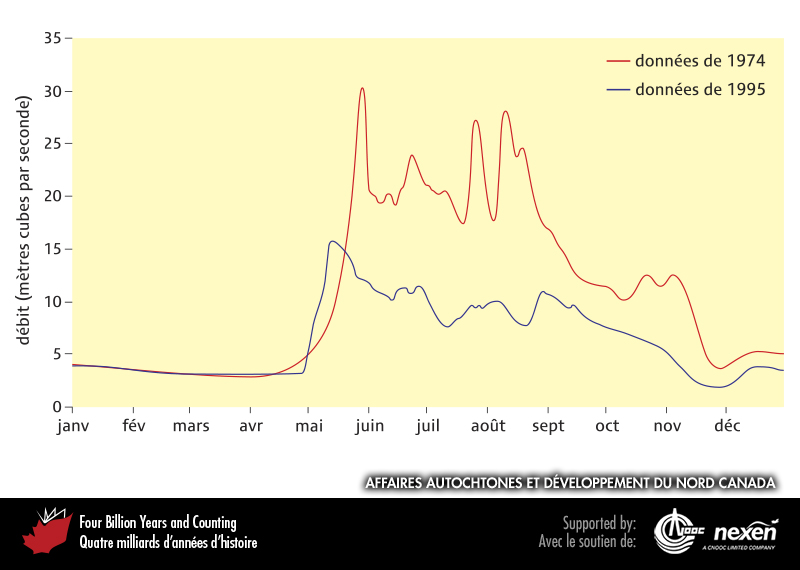 débit (mètres cubes par seconde)
35
30
25
20
15
10
5
0
données de 1974
données de 1995
janv fév mars avr mai juin juil août sept oct nov déc
AFFAIRES AUTOCHTONES ET DÉVELOPPEMENT DU NORD CANADA
Four Billion Years and Counting
Quatre milliards d'années d'histoire
Supported by:
Avec le soutien de:
CNOOC nexen
A CNOOC LIMITED COMPANY